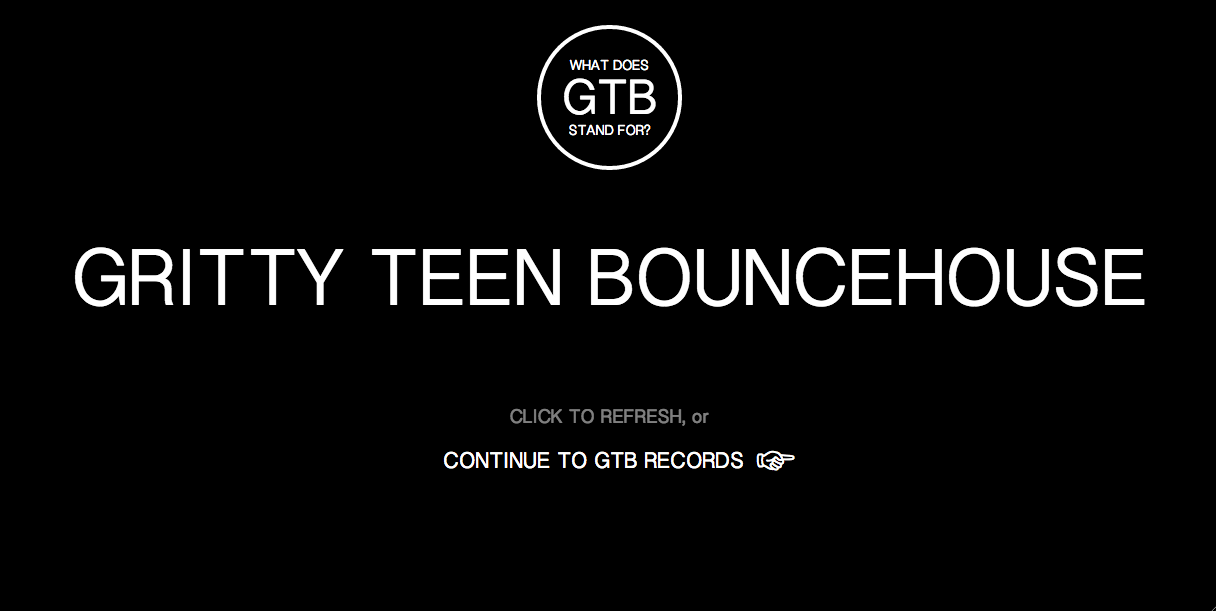 WHAT DOES
GTB
STAND FOR?
GRITTY TEEN BOUNCEHOUSE
CLICK TO REFRESH, or
CONTINUE TO GTB RECORDS